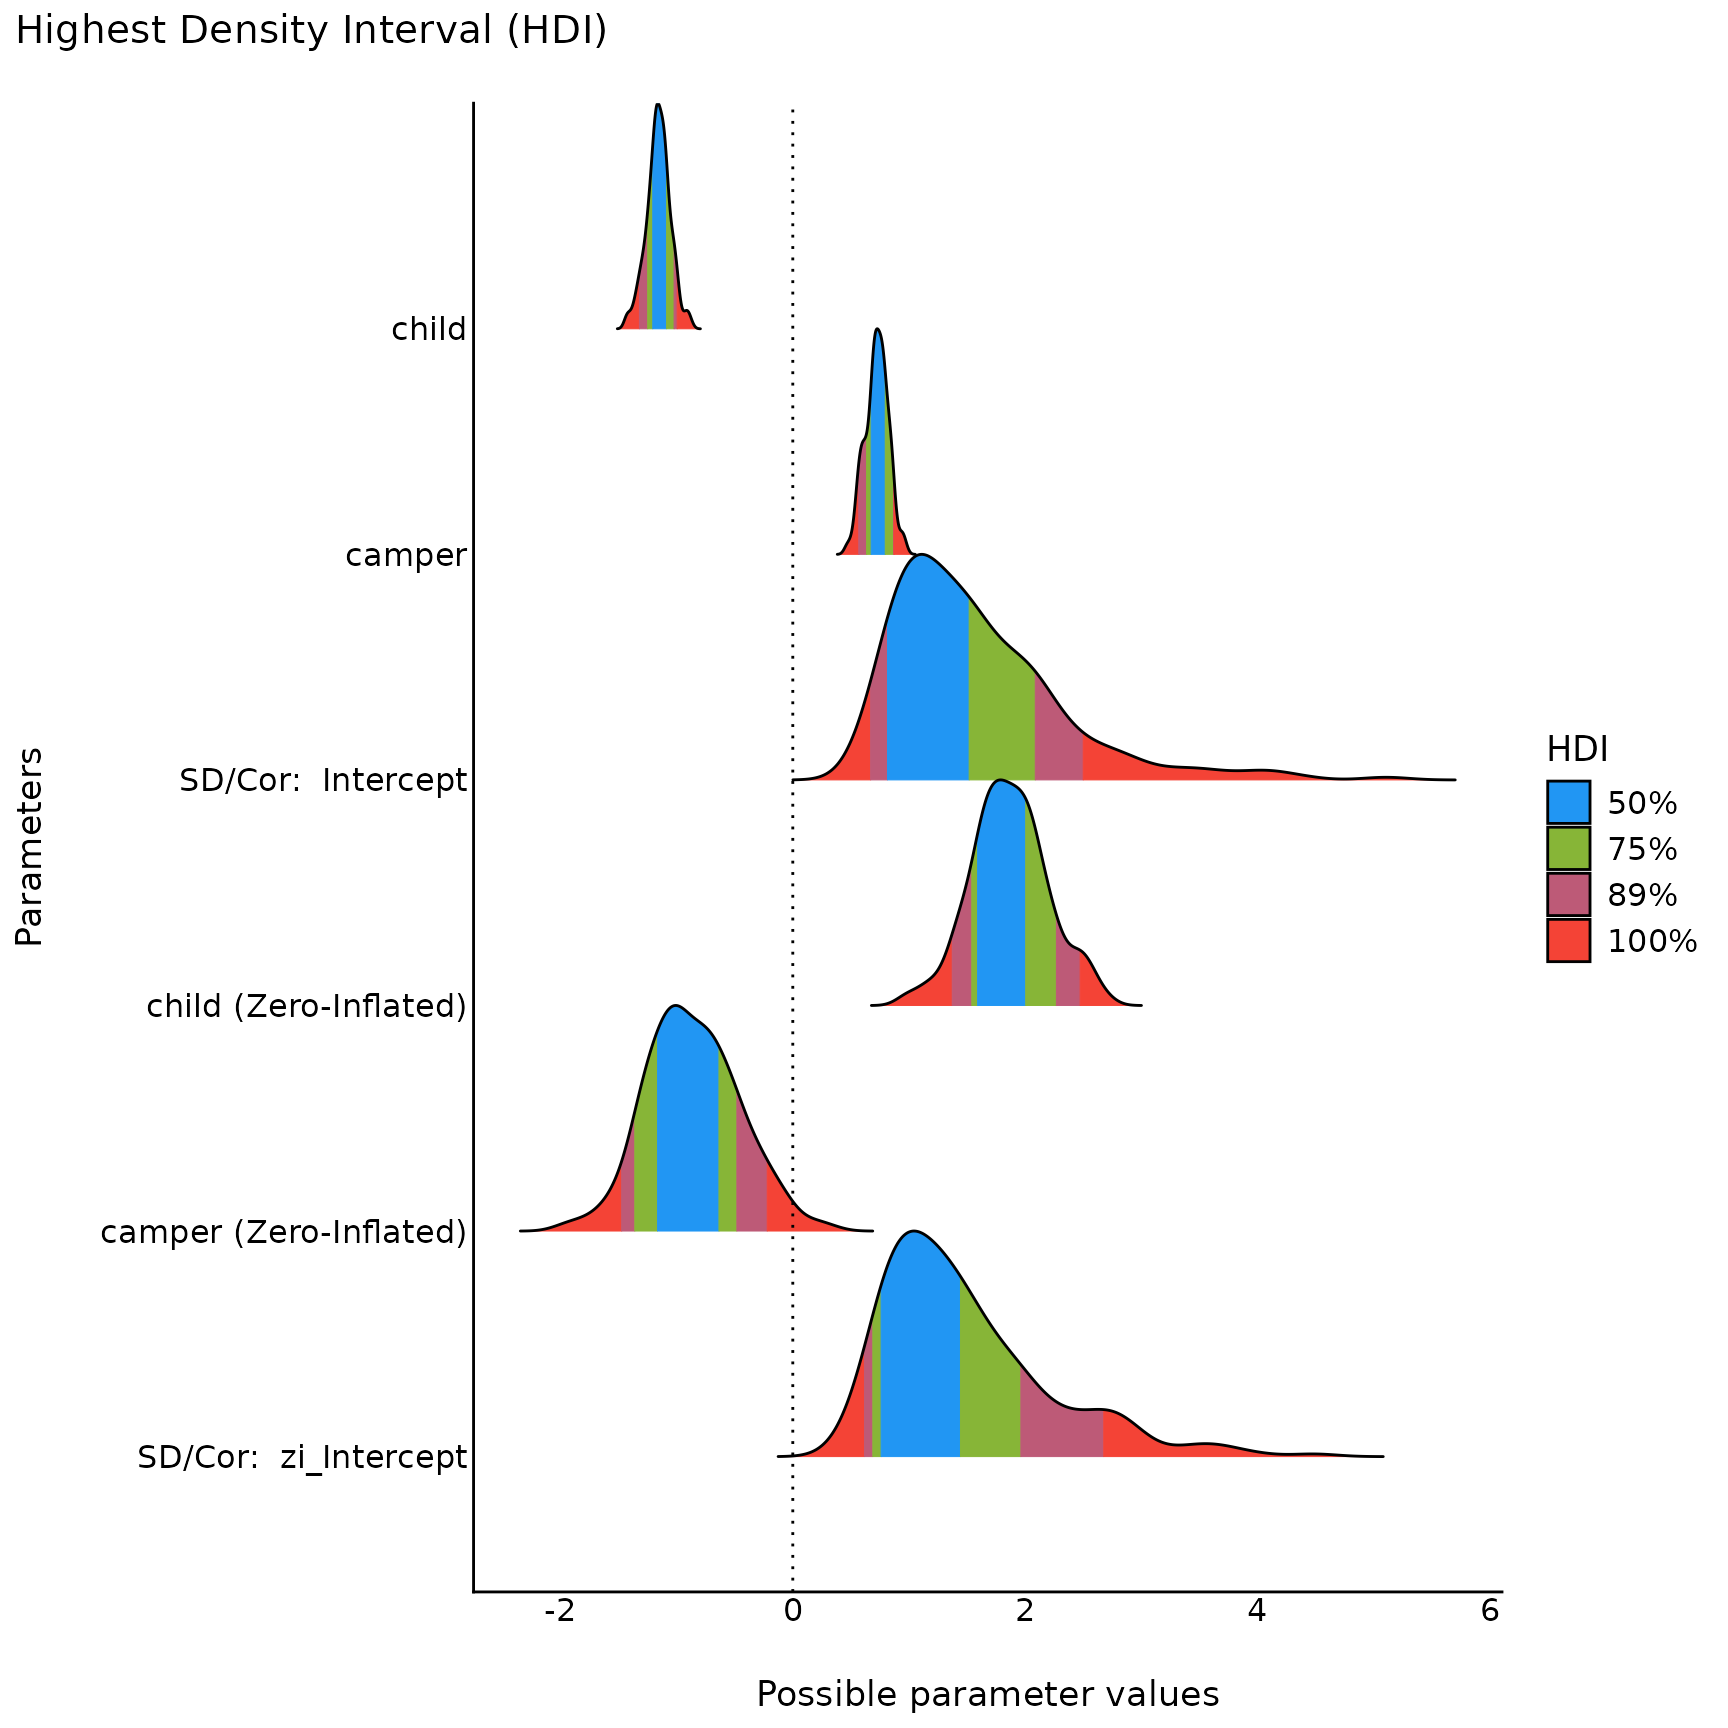 Highest Density Interval (HDI)
Parameters
child
camper
SD/Cor:  Intercept
child (Zero-Inflated)
camper (Zero-Inflated)
SD/Cor:  zi_Intercept
-2 0 2 4 6
Possible parameter values
HDI
50%
75%
89%
100%